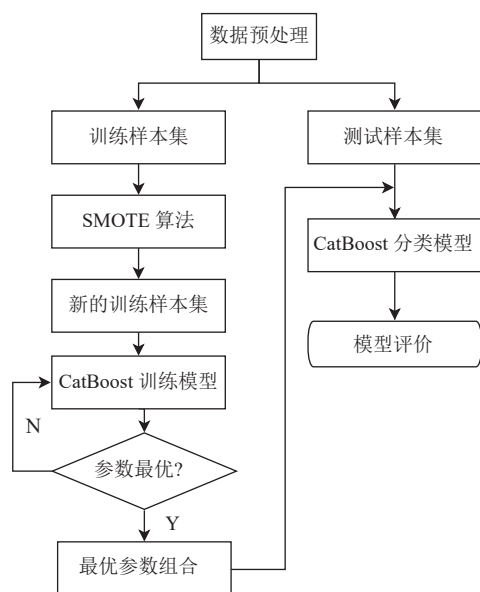 数据预处理
训练样本集
测试样本集
SMOTE 算法
CatBoost 分类模型
新的训练样本集
模型评价
CatBoost 训练模型
N
参数最优?
Y
最优参数组合